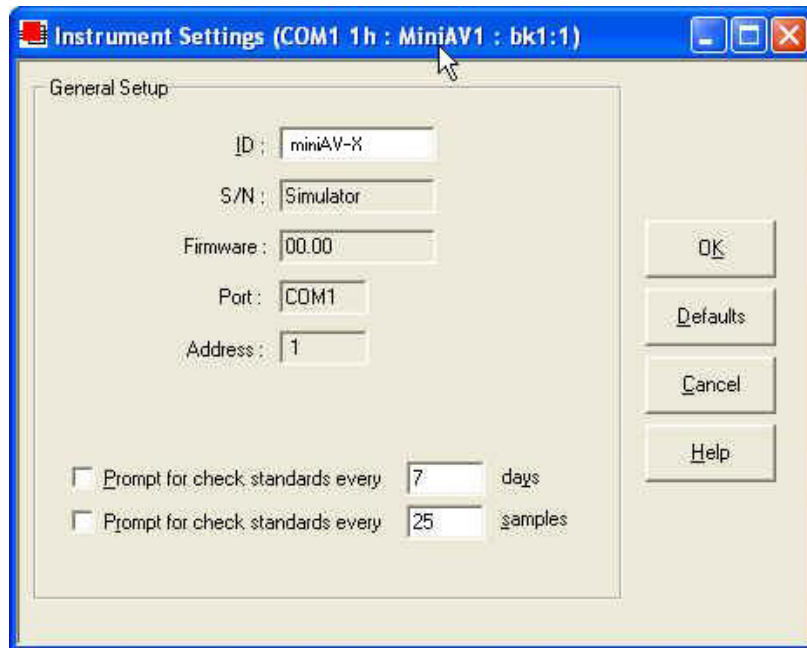 Instrument Settings (COM1 1h : MiniAV1 : bk1:1)
General Setup
ID : miniAV-X
S/N : Simulator
Firmware : 00.00
Port : COM1
Address : 1
OK
Defaults
Cancel
Help
Prompt for check standards every 7 days
Prompt for check standards every 25 samples